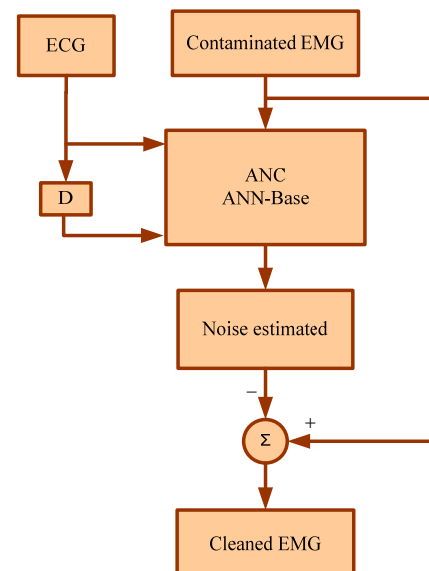 ECG
Contaminated EMG
ANC
ANN-Base
D
Noise estimated
−
+
Σ
Cleaned EMG